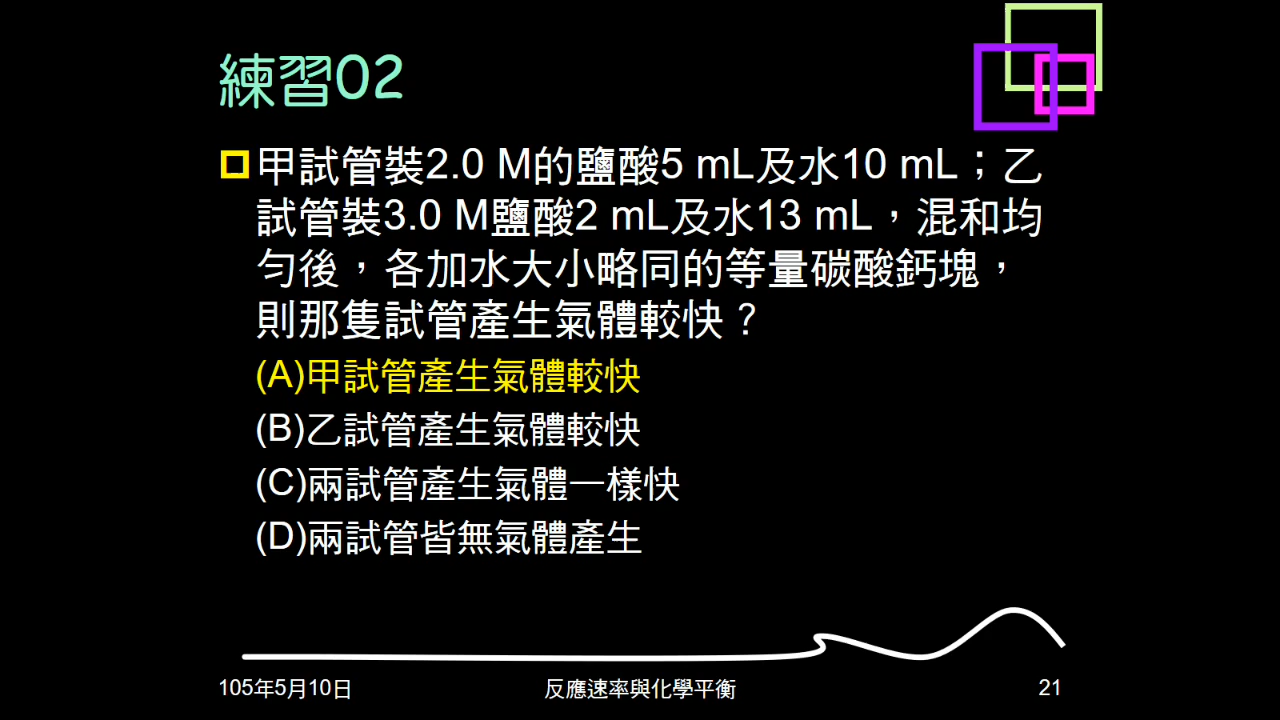 練習02
甲試管裝2.0 M的鹽酸5 mL及水10 mL；乙
試管裝3.0 M鹽酸2 mL及水13 mL，混和均
勻後，各加水大小略同的等量碳酸鈣塊，
則那隻試管產生氣體較快？
(A)甲試管產生氣體較快
(B)乙試管產生氣體較快
(C)兩試管產生氣體一樣快
(D)兩試管皆無氣體產生
105年5月10日
反應速率與化學平衡
21